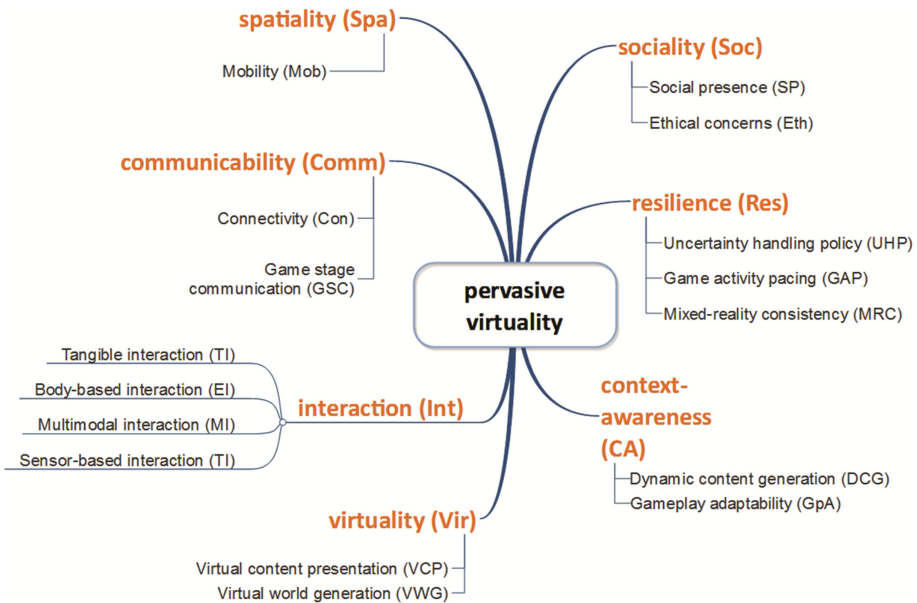 spatiality (Spa)
Mobility (Mob)
communicability (Comm)
Connectivity (Con)
Game stage
communication (GSC)
Tangible interaction (TI)
Body-based interaction (EI)
Multimodal interaction (MI)
Sensor-based interaction (TI)
interaction (Int)
virtuality (Vir)
Virtual content presentation (VCP)
Virtual world generation (VWG)
pervasive
virtuality
sociality (Soc)
Social presence (SP)
Ethical concerns (Eth)
resilience (Res)
Uncertainty handling policy (UHP)
Game activity pacing (GAP)
Mixed-reality consistency (MRC)
context-
awareness
(CA)
Dynamic content generation (DCG)
Gameplay adaptability (GpA)